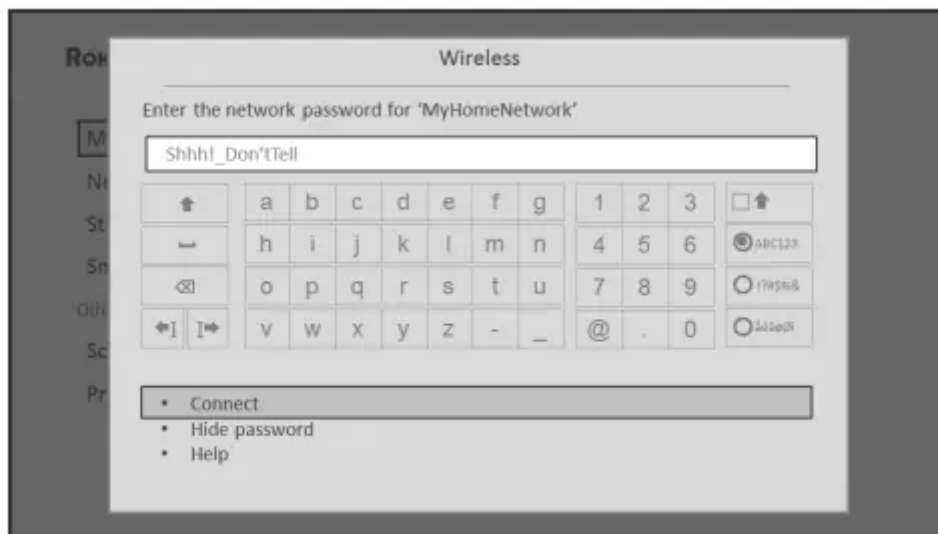 Wireless
Enter the network password for 'MyHomeNetwork'
Shhh!_Don'tTell
a b c d e f g 1 2 3
h i j k l m n 4 5 6 ABC123
o p q r s t u 7 8 9 !?#$%&
v w x y z - _ @ . 0
• Connect
• Hide password
• Help